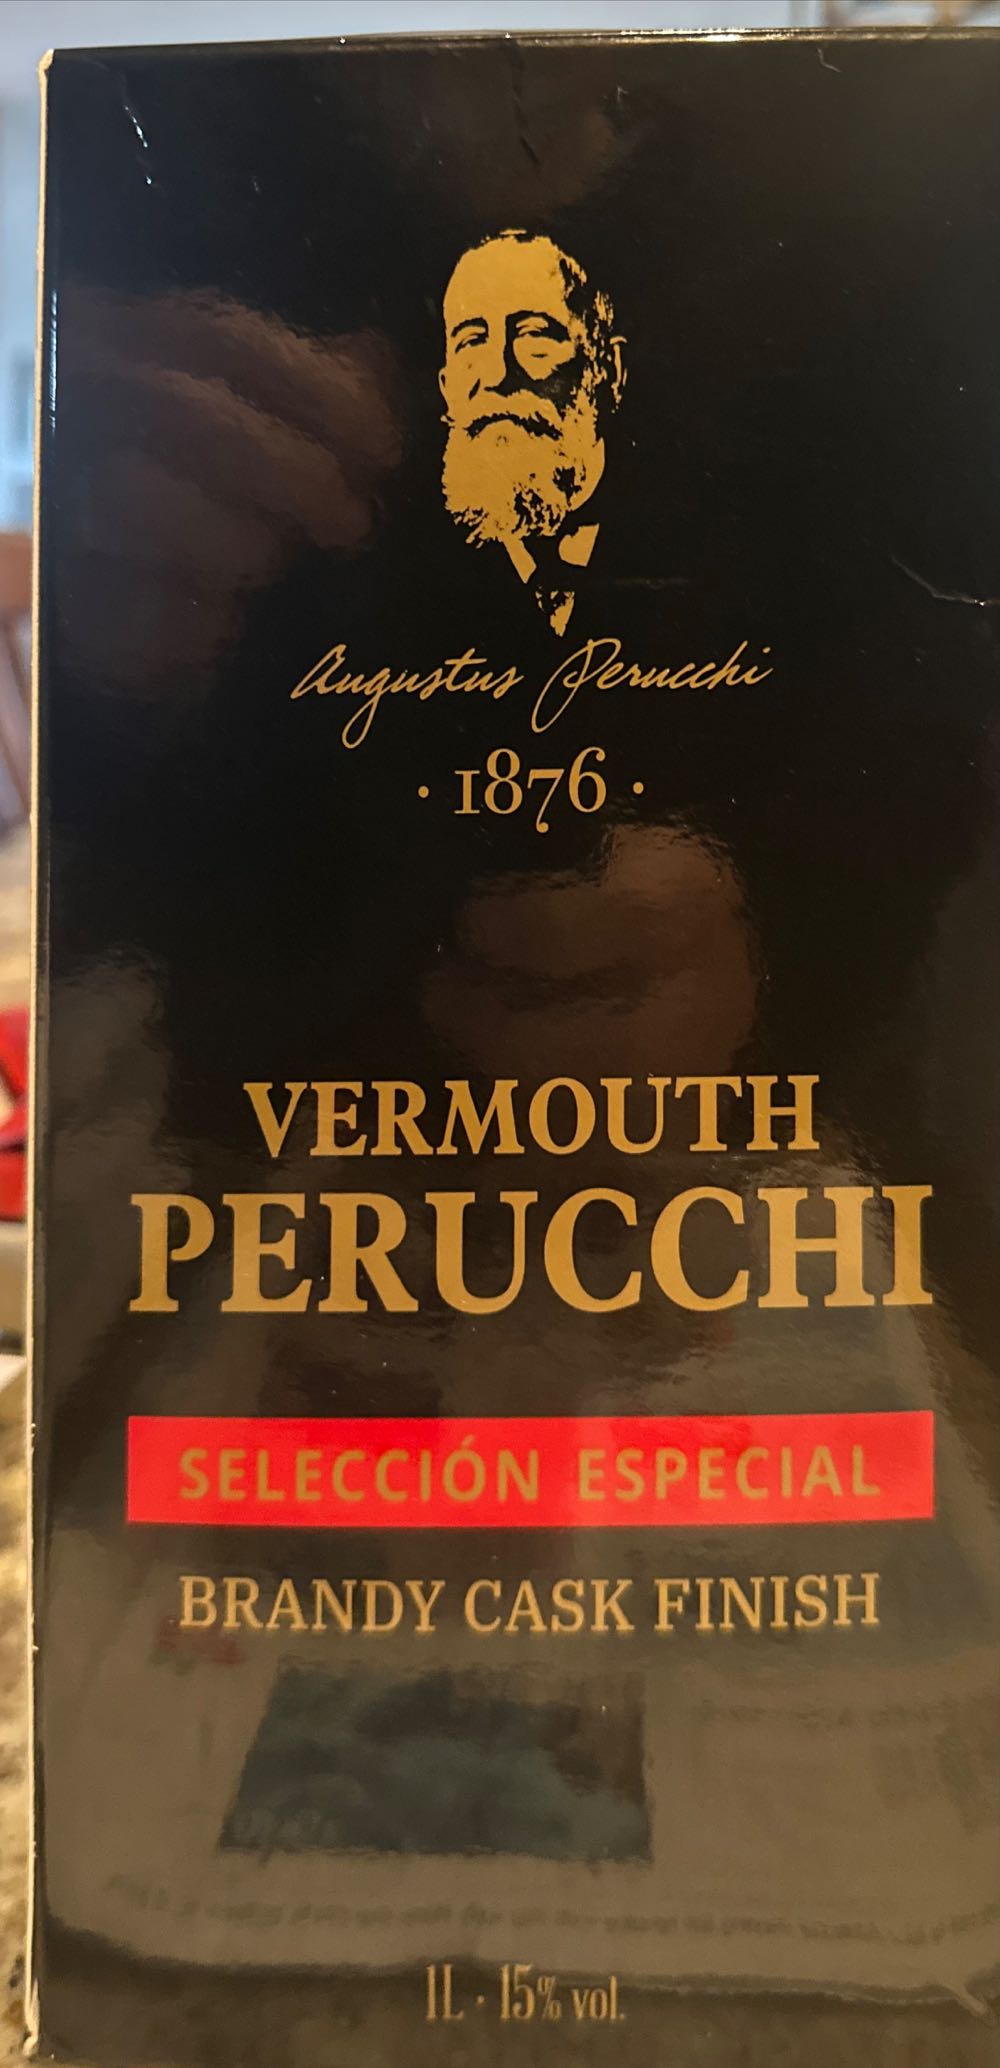 Augustus Perucchi
· 1876 ·
VERMOUTH
PERUCCHI
SELECCIÓN ESPECIAL
BRANDY CASK FINISH
1L · 15% vol.